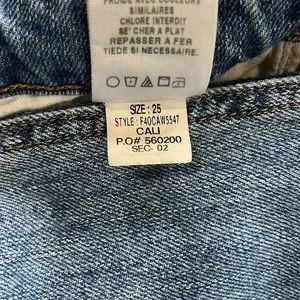 FROIDE AVEC COULEURS
SIMILAIRES
CHLORE INTERDIT
SE' CHER A PLAT
REPASSER A FER
TIEDE SI NECESSAIRE.
SIZE : 25
STYLE : F40CAW5547
CALI
P.O# 560200
SEC- 02